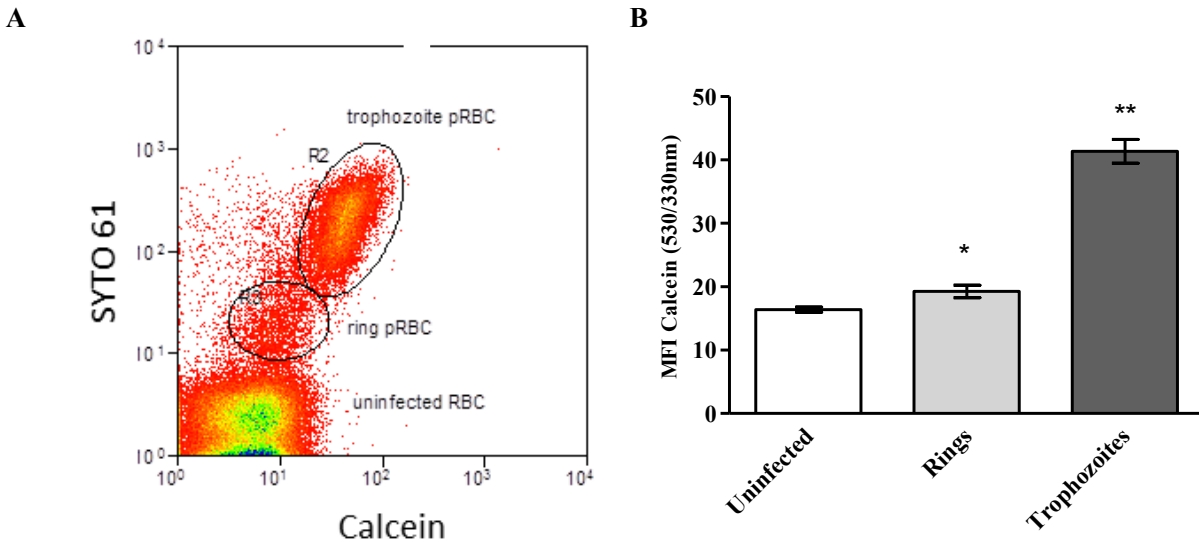 A
10⁴
10³
10²
10¹
10⁰
SYTO 61
trophozoite pRBC
R2
R3
ring pRBC
uninfected RBC
10⁰ 10¹ 10² 10³ 10⁴
Calcein
B
50
40
30
20
10
0
MFI Calcein (530/330nm)
*
**
Uninfected
Rings
Trophozoites